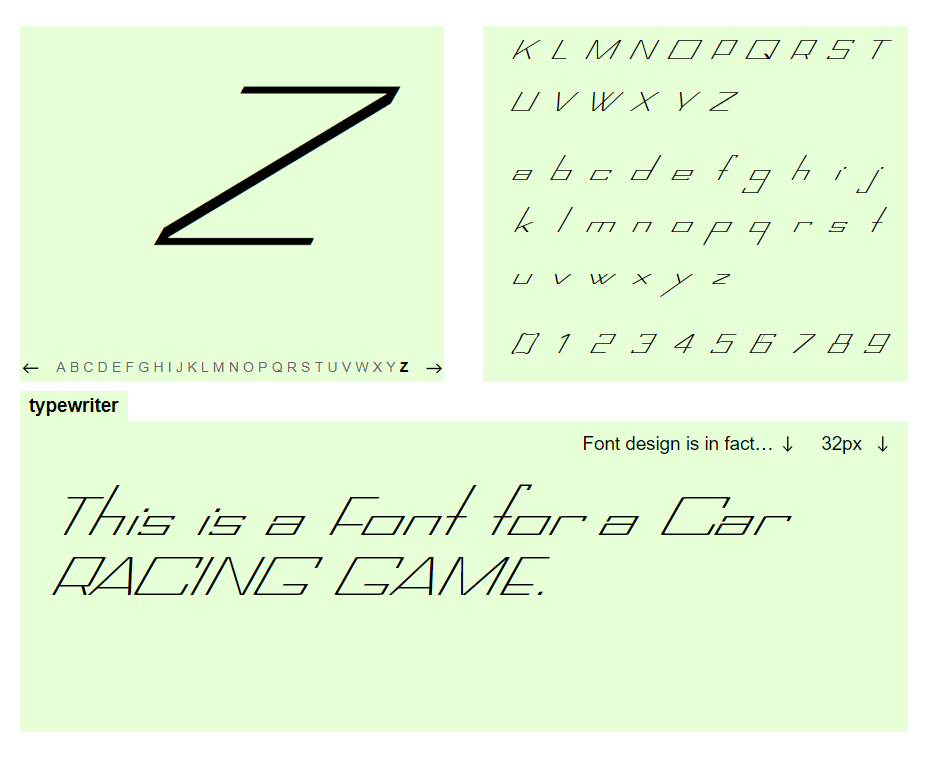 Z
← A B C D E F G H I J K L M N O P Q R S T U V W X Y Z →
K L M N O P Q R S T
U V W X Y Z
a b c d e f g h i j
k l m n o p q r s t
u v w x y z
0 1 2 3 4 5 6 7 8 9
typewriter
Font design is in fact… ↓ 32px ↓
This is a Font for a Car
RACING GAME.